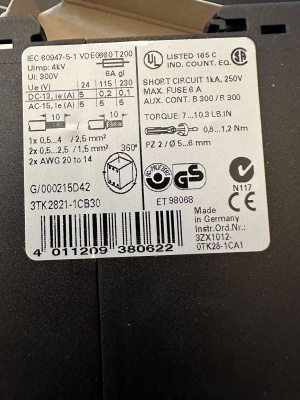 IEC 60947-5-1 VDE0660 T200
Uimp: 4kV
Ui: 300V 6A gl
Ue (V) 24 115 230
DC-13, Ie (A) 5 0,2 0,1
AC-15, Ie (A) 5 5 5
10 10
1x 0,5...4 / 2,5 mm²
2x 0,5...2,5 / 1,5 mm²
2x AWG 20 to 14
360°
G/000215D42
3TK2821-1CB30
4 011209 380622
UL LISTED 165 C
IND. COUNT. EQ.
SHORT CIRCUIT 1kA, 250V
MAX. FUSE 6 A
AUX. CONT. B 300 / R 300
TORQUE: 7...10.3 LB.IN
0,8...1,2 Nm
PZ 2 / Ø 5...6 mm
GS
N117
ET 98068
CE
Made in
Germany
Instr.Ord.Nr.:
3ZX1012-
0TK28-1CA1